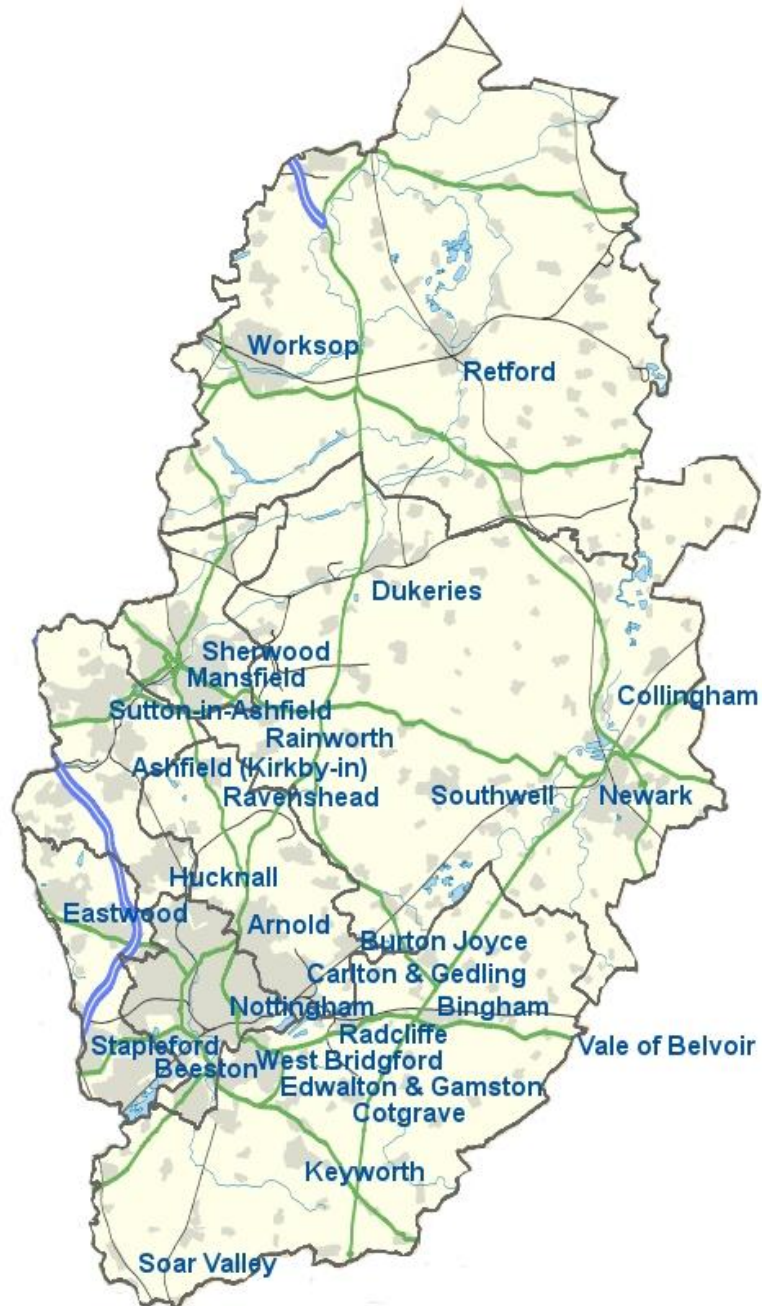 Worksop
Retford
Dukeries
Sherwood
Mansfield
Collingham
Sutton-in-Ashfield
Rainworth
Ashfield (Kirkby-in)
Ravenshead
Southwell
Newark
Hucknall
Eastwood
Arnold
Burton Joyce
Carlton & Gedling
Nottingham
Bingham
Radcliffe
Stapleford
Vale of Belvoir
West Bridgford
Beeston
Edwalton & Gamston
Cotgrave
Keyworth
Soar Valley